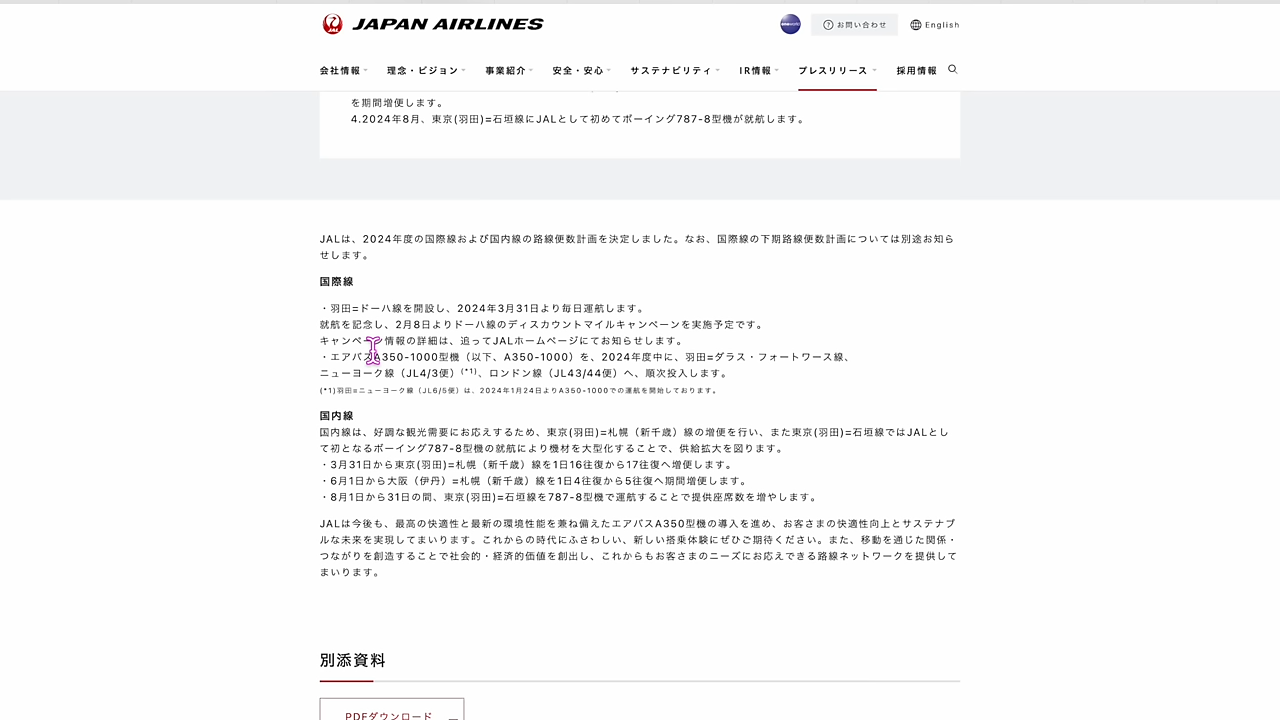 JAL
JAPAN AIRLINES
oneworld
お問い合わせ
English
会社情報
理念・ビジョン
事業紹介
安全・安心
サステナビリティ
IR情報
プレスリリース
採用情報
を期間増便します。
4.2024年8月、東京(羽田)=石垣線にJALとして初めてボーイング787-8型機が就航します。
JALは、2024年度の国際線および国内線の路線便数計画を決定しました。なお、国際線の下期路線便数計画については別途お知ら
せします。
国際線
・羽田=ドーハ線を開設し、2024年3月31日より毎日運航します。
就航を記念し、2月8日よりドーハ線のディスカウントマイルキャンペーンを実施予定です。
キャンペーン情報の詳細は、追ってJALホームページにてお知らせします。
・エアバスA350-1000型機（以下、A350-1000）を、2024年度中に、羽田=ダラス・フォートワース線、
ニューヨーク線（JL4/3便）(*1)、ロンドン線（JL43/44便）へ、順次投入します。
(*1)羽田=ニューヨーク線（JL6/5便）は、2024年1月24日よりA350-1000での運航を開始しております。
国内線
国内線は、好調な観光需要にお応えするため、東京(羽田)=札幌（新千歳）線の増便を行い、また東京(羽田)=石垣線ではJALとし
て初となるボーイング787-8型機の就航により機材を大型化することで、供給拡大を図ります。
・3月31日から東京(羽田)=札幌（新千歳）線を1日16往復から17往復へ増便します。
・6月1日から大阪（伊丹）=札幌（新千歳）線を1日4往復から5往復へ期間増便します。
・8月1日から31日の間、東京(羽田)=石垣線を787-8型機で運航することで提供座席数を増やします。
JALは今後も、最高の快適性と最新の環境性能を兼ね備えたエアバスA350型機の導入を進め、お客さまの快適性向上とサステナブ
ルな未来を実現してまいります。これからの時代にふさわしい、新しい搭乗体験にぜひご期待ください。また、移動を通じた関係・
つながりを創造することで社会的・経済的価値を創出し、これからもお客さまのニーズにお応えできる路線ネットワークを提供して
まいります。
別添資料
PDFダウンロード